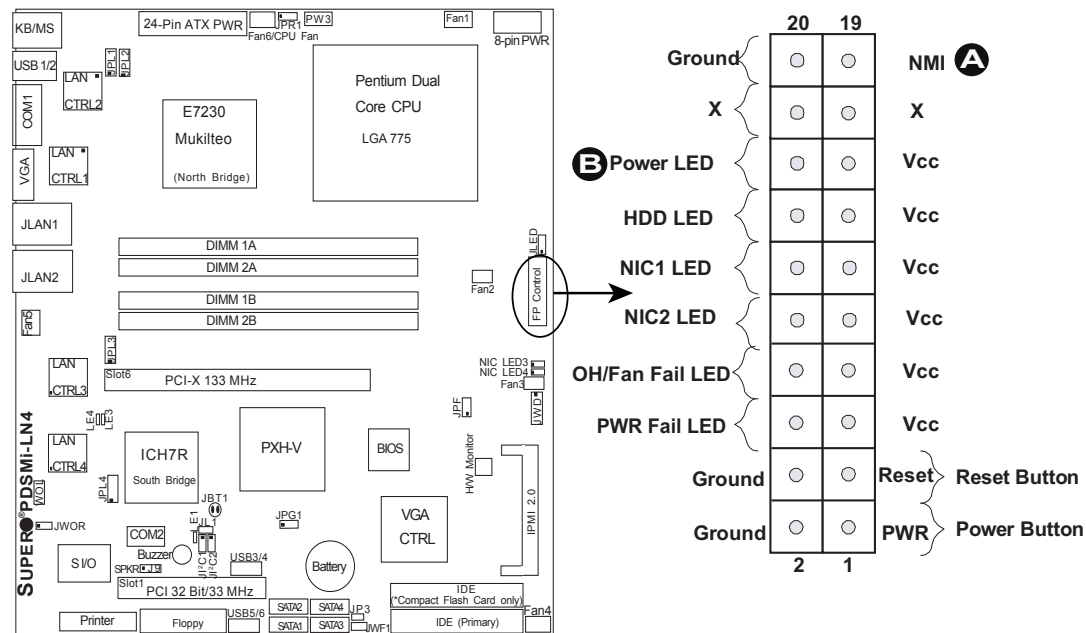 KB/MS
24-Pin ATX PWR
JPR1
PW3
Fan6/CPU Fan
Fan1
8-pin PWR
USB 1/2
LAN
CTRL2
JPL1
JPL2
COM1
E7230
Mukilteo
(North Bridge)
Pentium Dual
Core CPU
LGA 775
VGA
LAN
CTRL1
JLAN1
JLAN2
DIMM 1A
DIMM 2A
DIMM 1B
DIMM 2B
JLED
FP Control
Fan2
Fan5
JPL3
LAN
CTRL3
Slot6
PCI-X 133 MHz
NIC LED3
NIC LED4
Fan3
JWD
JPF
LE4
LE3
LAN
CTRL4
ICH7R
South Bridge
PXH-V
BIOS
H/W Monitor
WOL
JPL4
JBT1
SUPER®PDSMi-LN4
JWOR
COM2
LE1
JL1
JPG1
VGA
CTRL
IPMI 2.0
S I/O
Buzzer
JI²C1
JI²C2
USB3/4
Battery
SPKR
J9
Slot1
PCI 32 Bit/33 MHz
IDE
(*Compact Flash Card only)
Printer
Floppy
USB5/6
SATA2
SATA4
SATA1
SATA3
JP3
JWF1
IDE (Primary)
Fan4
20 19
Ground NMI A
X X
B Power LED Vcc
HDD LED Vcc
NIC1 LED Vcc
NIC2 LED Vcc
OH/Fan Fail LED Vcc
PWR Fail LED Vcc
Ground Reset Reset Button
Ground PWR Power Button
2 1